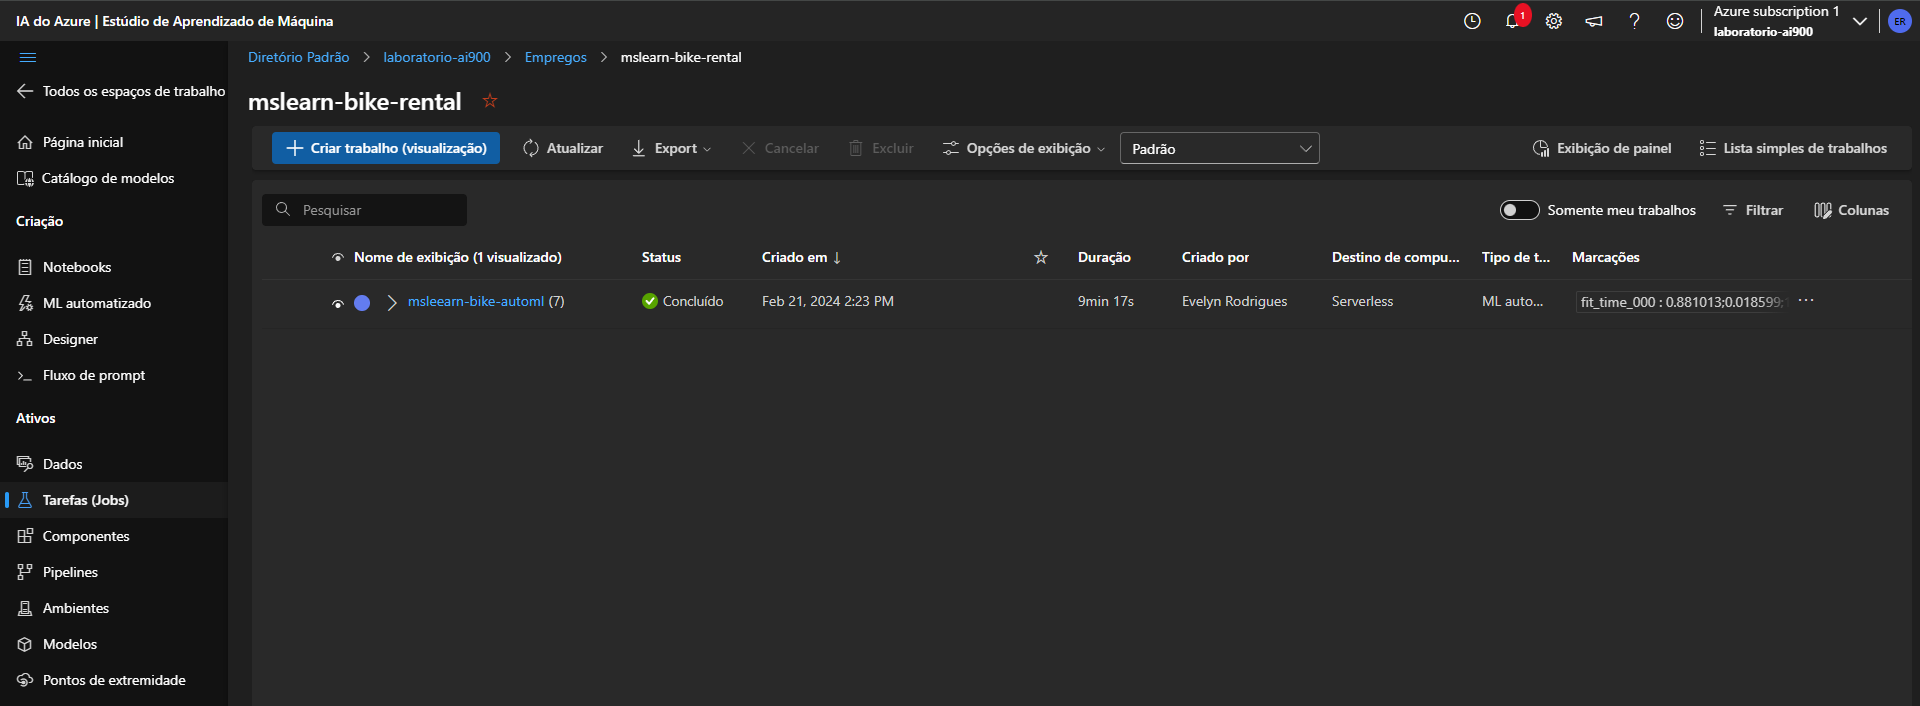 IA do Azure | Estúdio de Aprendizado de Máquina
1
Azure subscription 1
laboratorio-ai900
ER
Todos os espaços de trabalho
Página inicial
Catálogo de modelos
Criação
Notebooks
ML automatizado
Designer
Fluxo de prompt
Ativos
Dados
Tarefas (Jobs)
Componentes
Pipelines
Ambientes
Modelos
Pontos de extremidade
Diretório Padrão > laboratorio-ai900 > Empregos > mslearn-bike-rental
mslearn-bike-rental
Criar trabalho (visualização) Atualizar Export Cancelar Excluir Opções de exibição Padrão Exibição de painel Lista simples de trabalhos
Pesquisar Somente meu trabalhos Filtrar Colunas
Nome de exibição (1 visualizado) Status Criado em ↓ Duração Criado por Destino de compu... Tipo de t... Marcações
msleearn-bike-automl (7) Concluído Feb 21, 2024 2:23 PM 9min 17s Evelyn Rodrigues Serverless ML auto... fit_time_000 : 0.881013;0.018599; ...